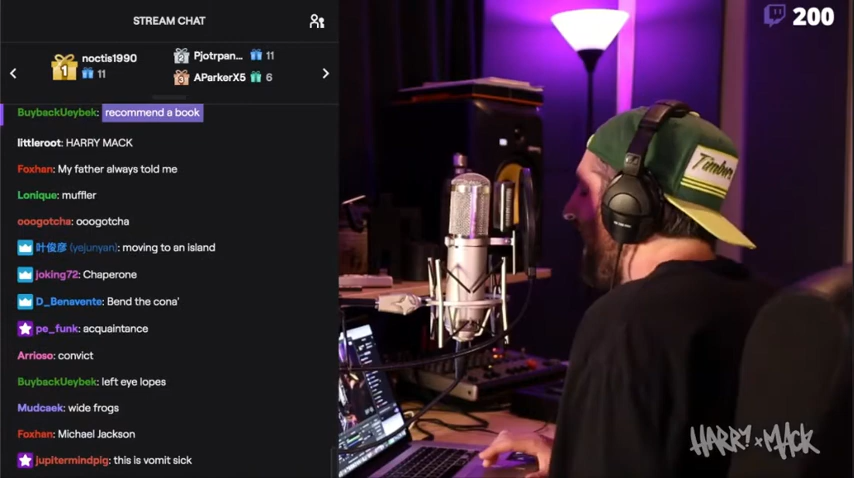 STREAM CHAT
200
1 noctis1990
11
2 Pjotrpan... 11
3 AParkerX5 6
BuybackUeybek: recommend a book
littleroot: HARRY MACK
Foxhan: My father always told me
Lonique: muffler
ooogotcha: ooogotcha
叶俊彦 (yejunyan): moving to an island
joking72: Chaperone
D_Benavente: Bend the cona'
pe_funk: acquaintance
Arrioso: convict
BuybackUeybek: left eye lopes
Mudcaek: wide frogs
Foxhan: Michael Jackson
jupitermindpig: this is vomit sick
HARRY x MACK